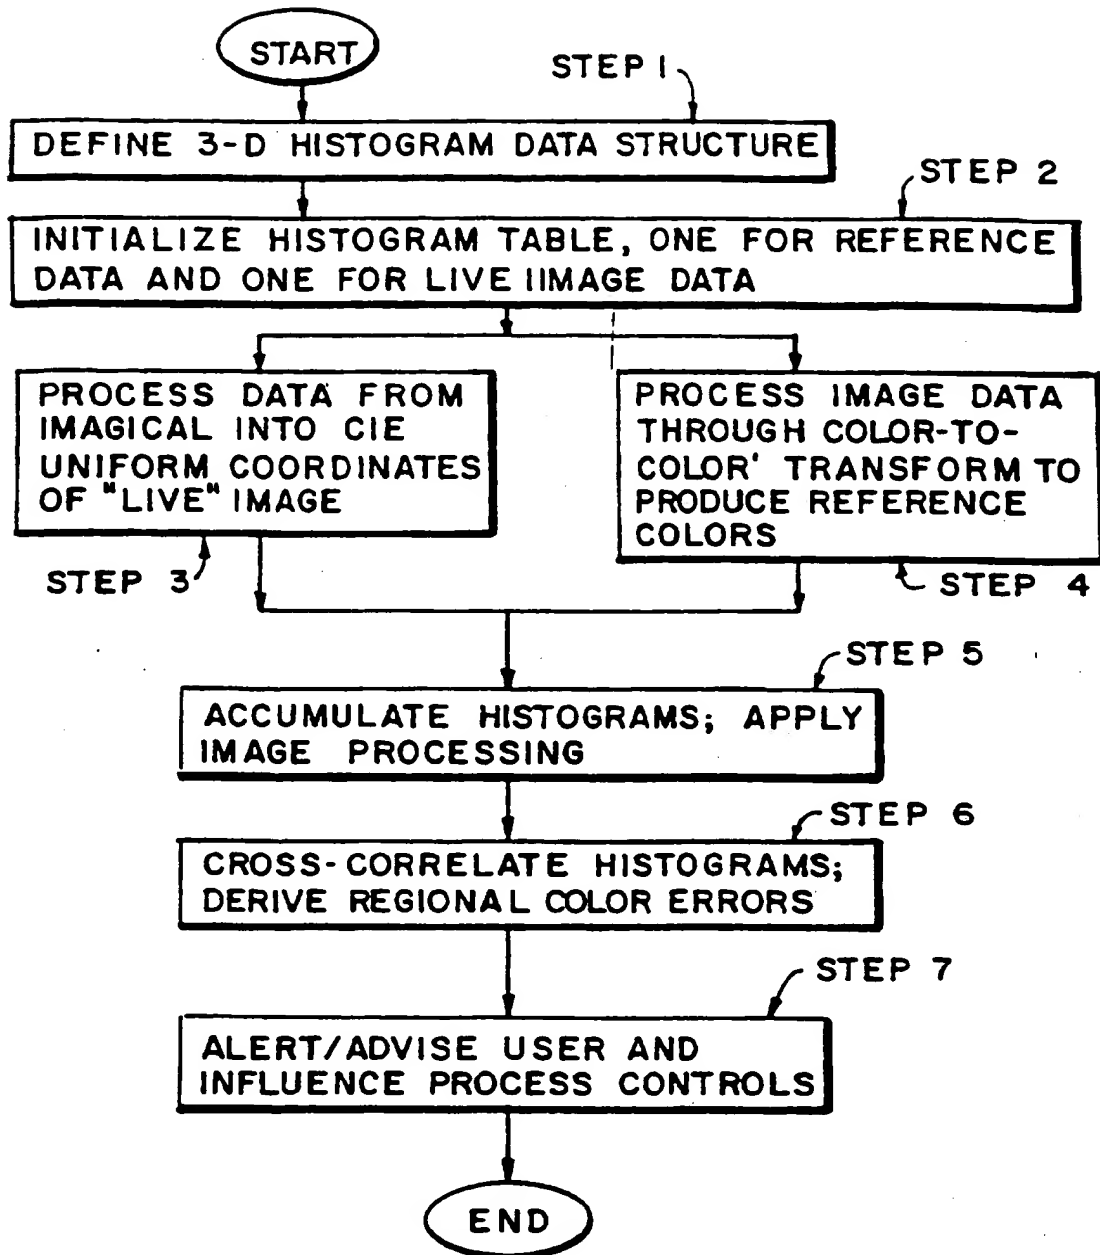 START
STEP 1
DEFINE 3-D HISTOGRAM DATA STRUCTURE
STEP 2
INITIALIZE HISTOGRAM TABLE, ONE FOR REFERENCE
DATA AND ONE FOR LIVE IIMAGE DATA
PROCESS DATA FROM
IMAGICAL INTO CIE
UNIFORM COORDINATES
OF "LIVE" IMAGE
STEP 3
PROCESS IMAGE DATA
THROUGH COLOR-TO-
COLOR' TRANSFORM TO
PRODUCE REFERENCE
COLORS
STEP 4
STEP 5
ACCUMULATE HISTOGRAMS; APPLY
IMAGE PROCESSING
STEP 6
CROSS-CORRELATE HISTOGRAMS;
DERIVE REGIONAL COLOR ERRORS
STEP 7
ALERT/ADVISE USER AND
INFLUENCE PROCESS CONTROLS
END